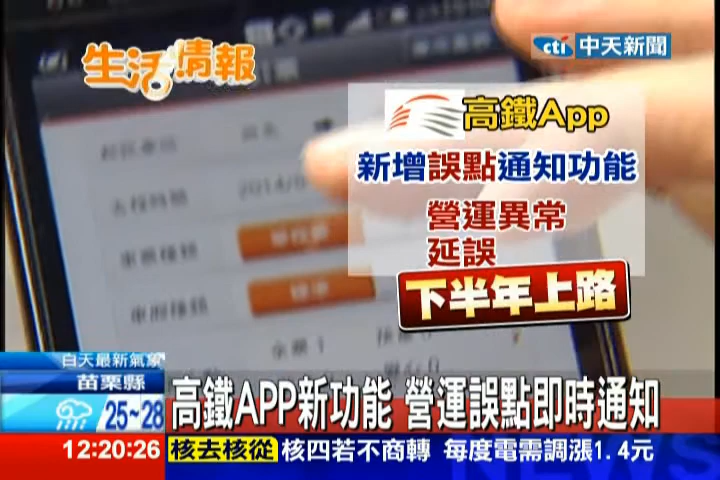 生活情報
cti 中天新聞
高鐵App
新增誤點通知功能
營運異常
延誤
下半年上路
白天最新氣象
苗栗縣
25~28
高鐵APP新功能 營運誤點即時通知
12:20:26
核去核從 核四若不商轉 每度電需調漲1.4元
NEWS